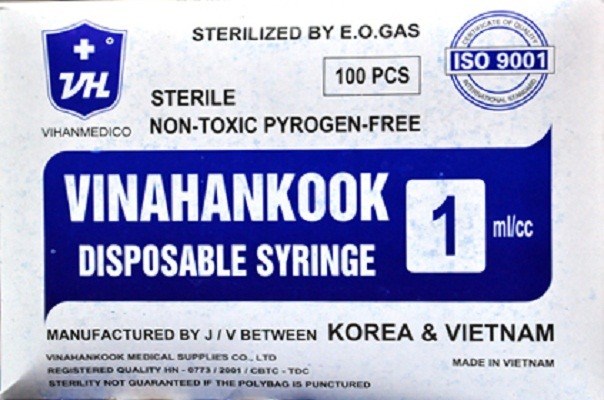 STERILIZED BY E.O.GAS
VH
VIHANMEDICO
100 PCS
CERTIFICATE OF QUALITY
ISO 9001
INTERNATIONAL STANDARD
STERILE
NON-TOXIC PYROGEN-FREE
VINAHANKOOK
DISPOSABLE SYRINGE
1 ml/cc
MANUFACTURED BY J / V BETWEEN KOREA & VIETNAM
VINAHANKOOK MEDICAL SUPPLIES CO., LTD
MADE IN VIETNAM
REGISTERED QUALITY HN - 0773 / 2001 / CBTC - TDC
STERILITY NOT GUARANTEED IF THE POLYBAG IS PUNCTURED